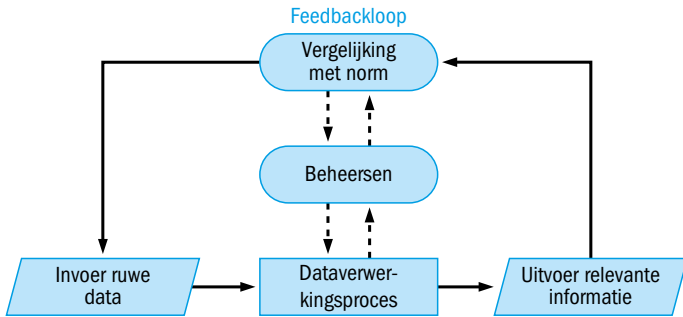 Feedbackloop
Vergelijking
met norm
Beheersen
Invoer ruwe
data
Dataverwer-
kingsproces
Uitvoer relevante
informatie